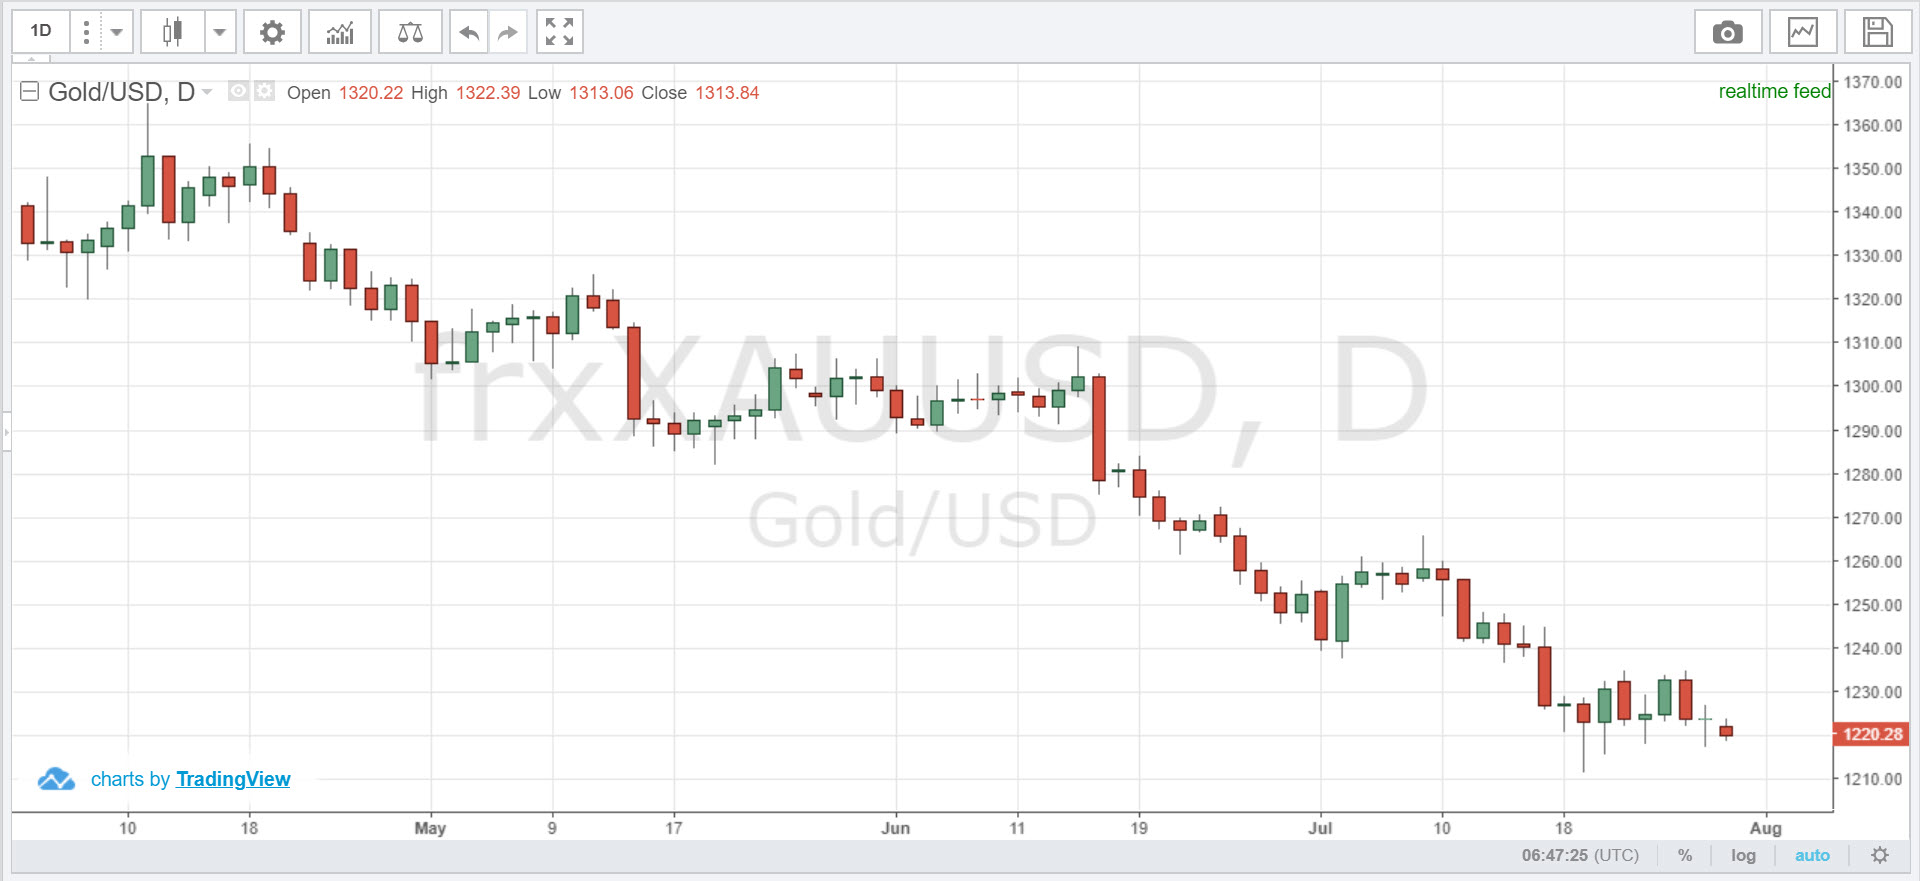 1D
Gold/USD, D Open 1320.22 High 1322.39 Low 1313.06 Close 1313.84
realtime feed
1370.00
1360.00
1350.00
1340.00
1330.00
1320.00
1310.00
1300.00
1290.00
1280.00
1270.00
1260.00
1250.00
1240.00
1230.00
1220.28
1210.00
frxXAUUSD, D
Gold/USD
charts by TradingView
10 18 May 9 17 Jun 11 19 Jul 10 18 Aug
06:47:25 (UTC) % log auto